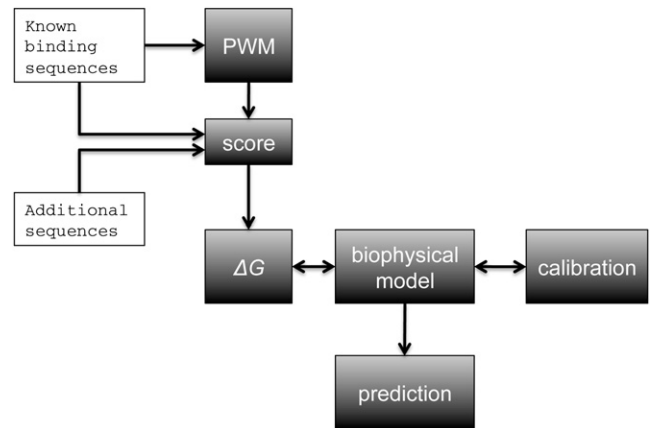 Known
binding
sequences
PWM
score
Additional
sequences
ΔG
biophysical
model
calibration
prediction